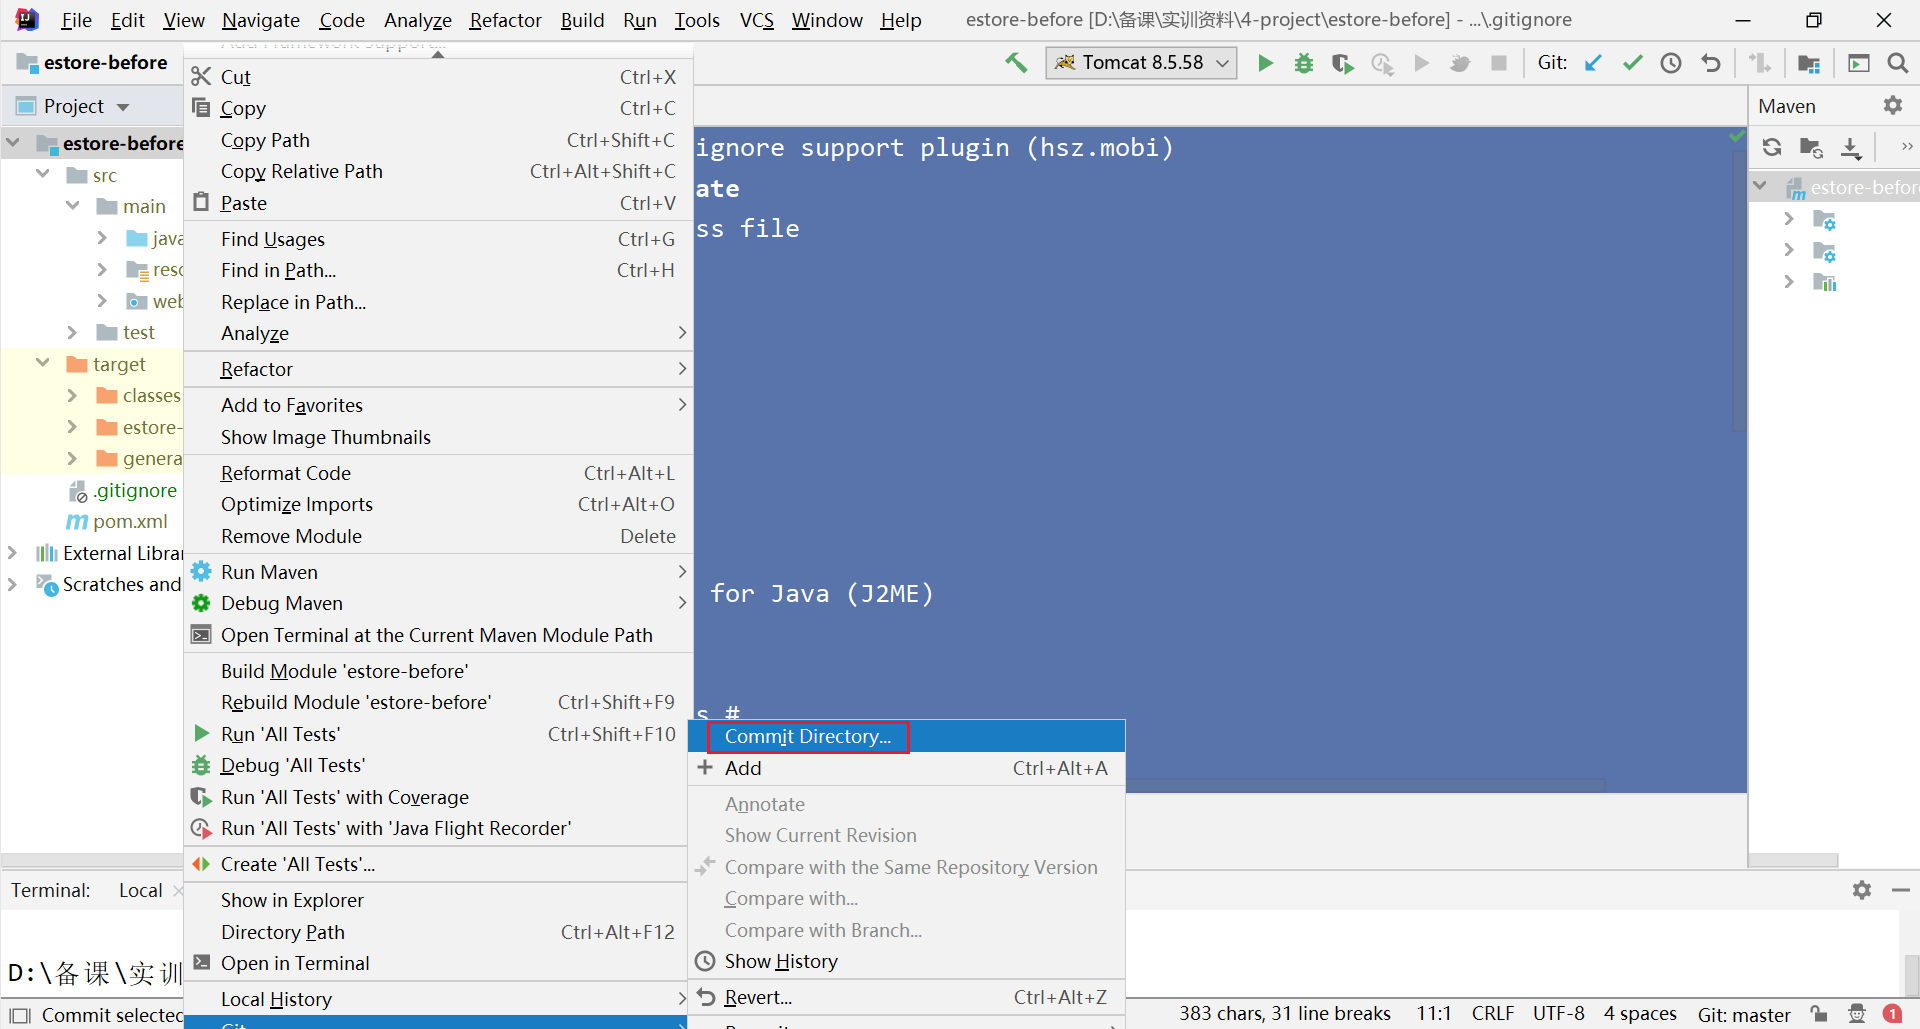 File Edit View Navigate Code Analyze Refactor Build Run Tools VCS Window Help estore-before [D:\备课\实训资料\4-project\estore-before] - ...\.gitignore
estore-before
Tomcat 8.5.58 Git:
Project
Maven
estore-before
src
main
java
reso
web
test
target
classes
estore-
genera
.gitignore
pom.xml
External Librar
Scratches and
Cut Ctrl+X
Copy Ctrl+C
Copy Path Ctrl+Shift+C
Copy Relative Path Ctrl+Alt+Shift+C
Paste Ctrl+V
Find Usages Ctrl+G
Find in Path... Ctrl+H
Replace in Path...
Analyze
Refactor
Add to Favorites
Show Image Thumbnails
Reformat Code Ctrl+Alt+L
Optimize Imports Ctrl+Alt+O
Remove Module Delete
Run Maven
Debug Maven
Open Terminal at the Current Maven Module Path
Build Module 'estore-before'
Rebuild Module 'estore-before' Ctrl+Shift+F9
Run 'All Tests' Ctrl+Shift+F10
Debug 'All Tests'
Run 'All Tests' with Coverage
Run 'All Tests' with 'Java Flight Recorder'
Create 'All Tests'...
Show in Explorer
Directory Path Ctrl+Alt+F12
Open in Terminal
Local History
Git
ignore support plugin (hsz.mobi)
ate
ss file
for Java (J2ME)
s #
Commit Directory...
Add Ctrl+Alt+A
Annotate
Show Current Revision
Compare with the Same Repository Version
Compare with...
Compare with Branch...
Show History
Revert... Ctrl+Alt+Z
estore-befor
Terminal: Local
D:\备课\实训
Commit selected
383 chars, 31 line breaks 11:1 CRLF UTF-8 4 spaces Git: master 1